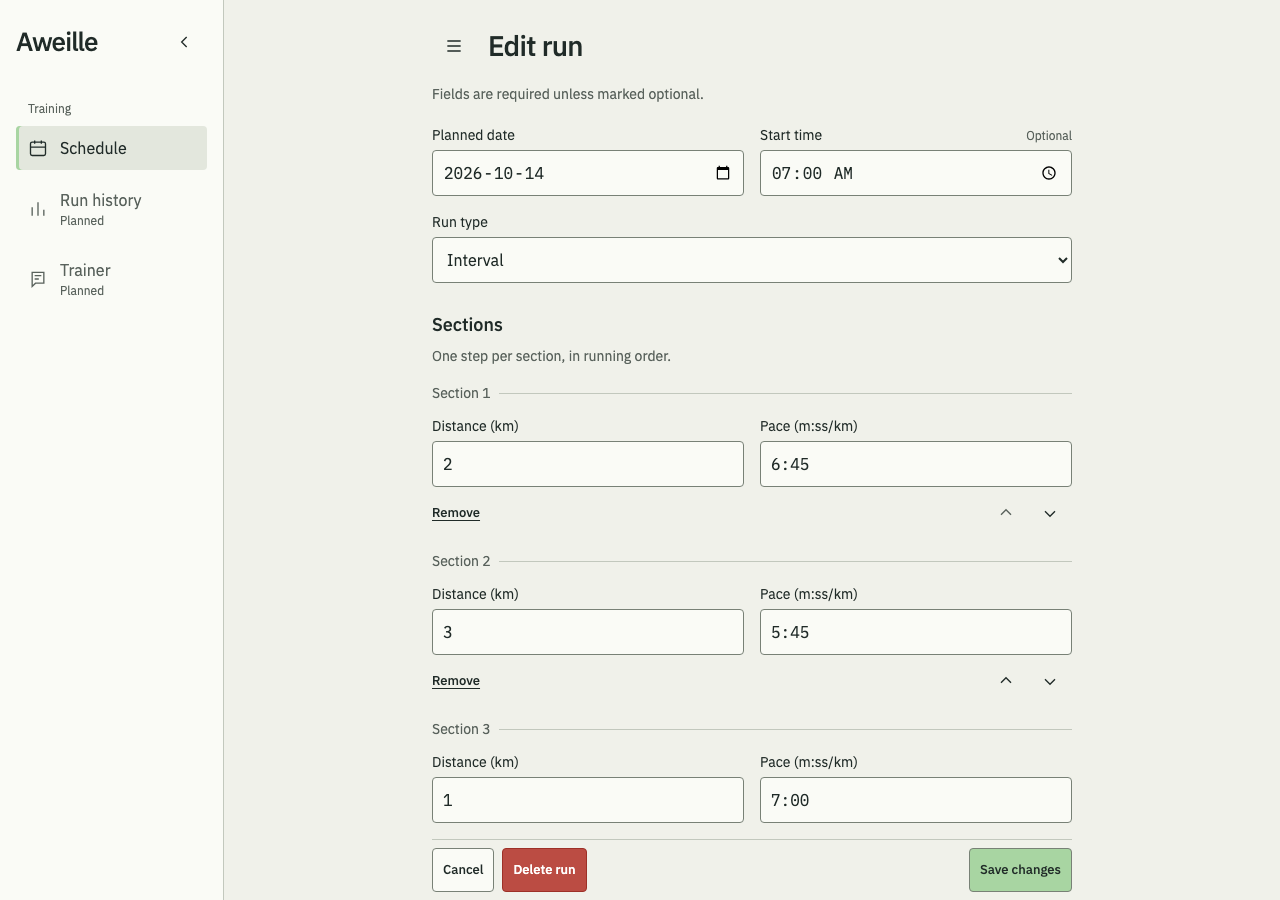 Aweille
Training
Schedule
Run history
Planned
Trainer
Planned
Edit run
Fields are required unless marked optional.
Planned date
Start time
Optional
2026-10-14
07:00 AM
Run type
Interval
Sections
One step per section, in running order.
Section 1
Distance (km)
Pace (m:ss/km)
2
6:45
Remove
Section 2
Distance (km)
Pace (m:ss/km)
3
5:45
Remove
Section 3
Distance (km)
Pace (m:ss/km)
1
7:00
Cancel
Delete run
Save changes